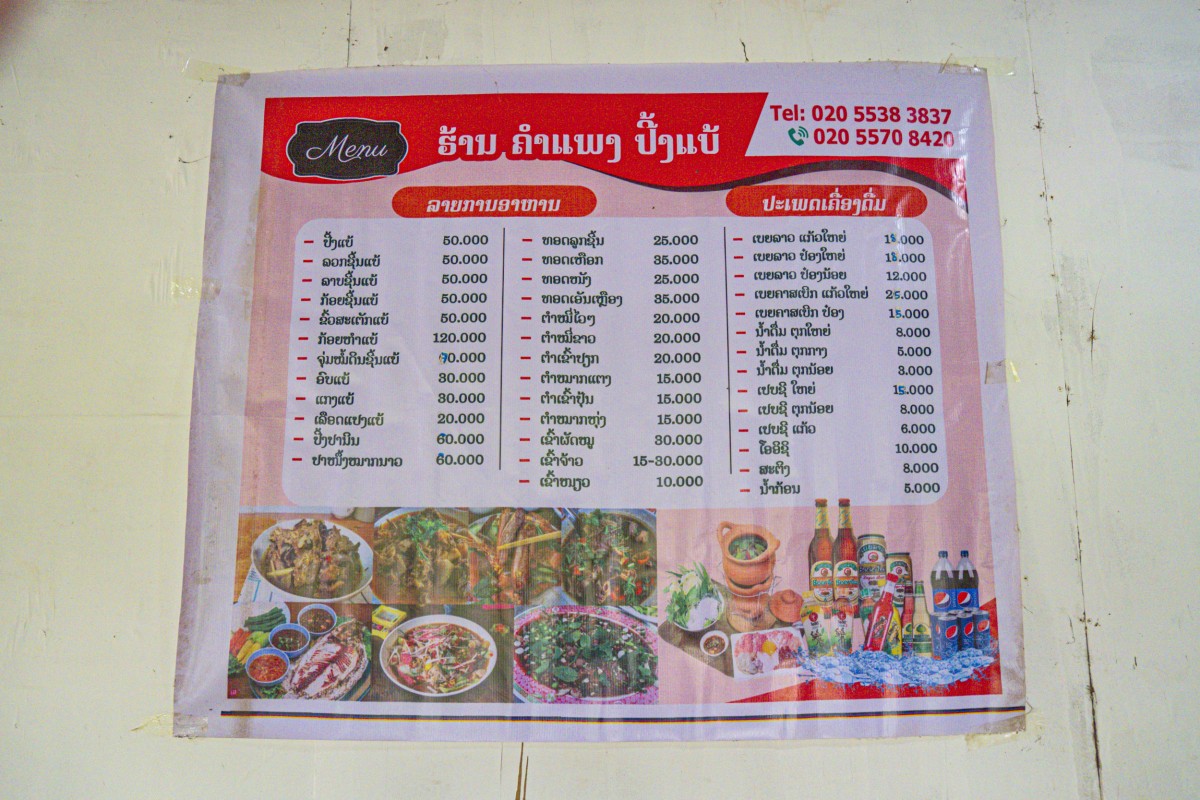 Menu
ຮ້ານ ຄຳແພງ ປີ້ງແບ້
Tel: 020 5538 3837
020 5570 8420
ລາຍການອາຫານ
- ປີ້ງແບ້ 50.000
- ລວກຊີ້ນແບ້ 50.000
- ລາບຊີ້ນແບ້ 50.000
- ກ້ອຍຊີ້ນແບ້ 50.000
- ຂົ້ວສະແຕັກແບ້ 50.000
- ກ້ອຍຫຳແບ້ 120.000
- ຈຸ່ມໝໍ້ດິນຊີ້ນແບ້ 70.000
- ອົບແບ້ 30.000
- ແກງແບ້ 30.000
- ເລືອດແປງແບ້ 20.000
- ປີ້ງປານິນ 60.000
- ປາໜຶ້ງໝາກນາວ 60.000
- ທອດລູກຊິ້ນ 25.000
- ທອດເຫືອກ 35.000
- ທອດໜັງ 25.000
- ທອດເອັນເຫຼືອງ 35.000
- ຕຳໝີ່ໄວໆ 20.000
- ຕຳໝີ່ຂາວ 20.000
- ຕຳເຂົ້າປຽກ 20.000
- ຕຳໝາກແຕງ 15.000
- ຕຳເຂົ້າປຸ້ນ 15.000
- ຕຳໝາກຫຸ່ງ 15.000
- ເຂົ້າຜັດໝູ 30.000
- ເຂົ້າຈ້າວ 15-30.000
- ເຂົ້າໜຽວ 10.000
ປະເພດເຄື່ອງດື່ມ
- ເບຍລາວ ແກ້ວໃຫຍ່
- ເບຍລາວ ປ໋ອງໃຫຍ່
- ເບຍລາວ ປ໋ອງນ້ອຍ 12.000
- ເບຍຄາສເບີກ ແກ້ວໃຫຍ່
- ເບຍຄາສເບີກ ປ໋ອງ 15.000
- ນ້ຳດື່ມ ຕຸກໃຫຍ່ 8.000
- ນ້ຳດື່ມ ຕຸກກາງ 5.000
- ນ້ຳດື່ມ ຕຸກນ້ອຍ 3.000
- ເປບຊີ ໃຫຍ່ 15.000
- ເປບຊີ ຕຸກນ້ອຍ 8.000
- ເປບຊີ ແກ້ວ 6.000
- ໂອອິຊິ 10.000
- ສະຕິງ 8.000
- ນ້ຳກ້ອນ 5.000